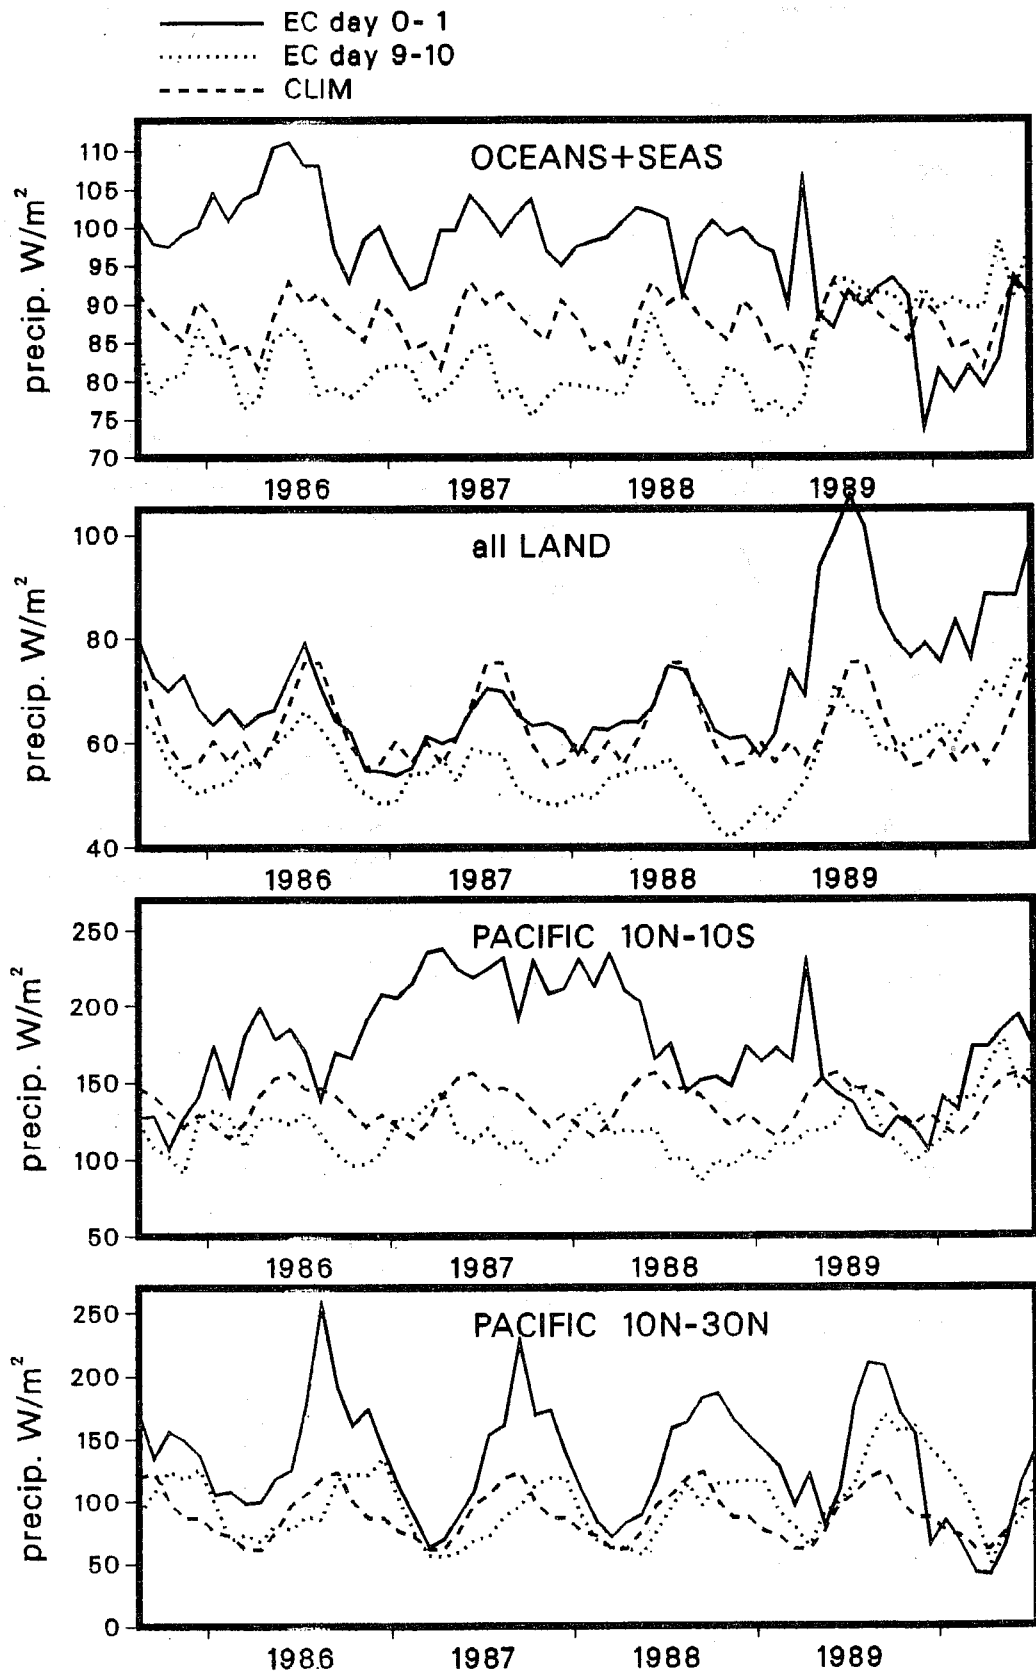 EC day 0-1
EC day 9-10
CLIM
OCEANS+SEAS
precip. W/m²
110
105
100
95
90
85
80
75
70
1986 1987 1988 1989
all LAND
precip. W/m²
100
80
60
40
1986 1987 1988 1989
PACIFIC 10N-10S
precip. W/m²
250
200
150
100
50
1986 1987 1988 1989
PACIFIC 10N-30N
precip. W/m²
250
200
150
100
50
0
1986 1987 1988 1989